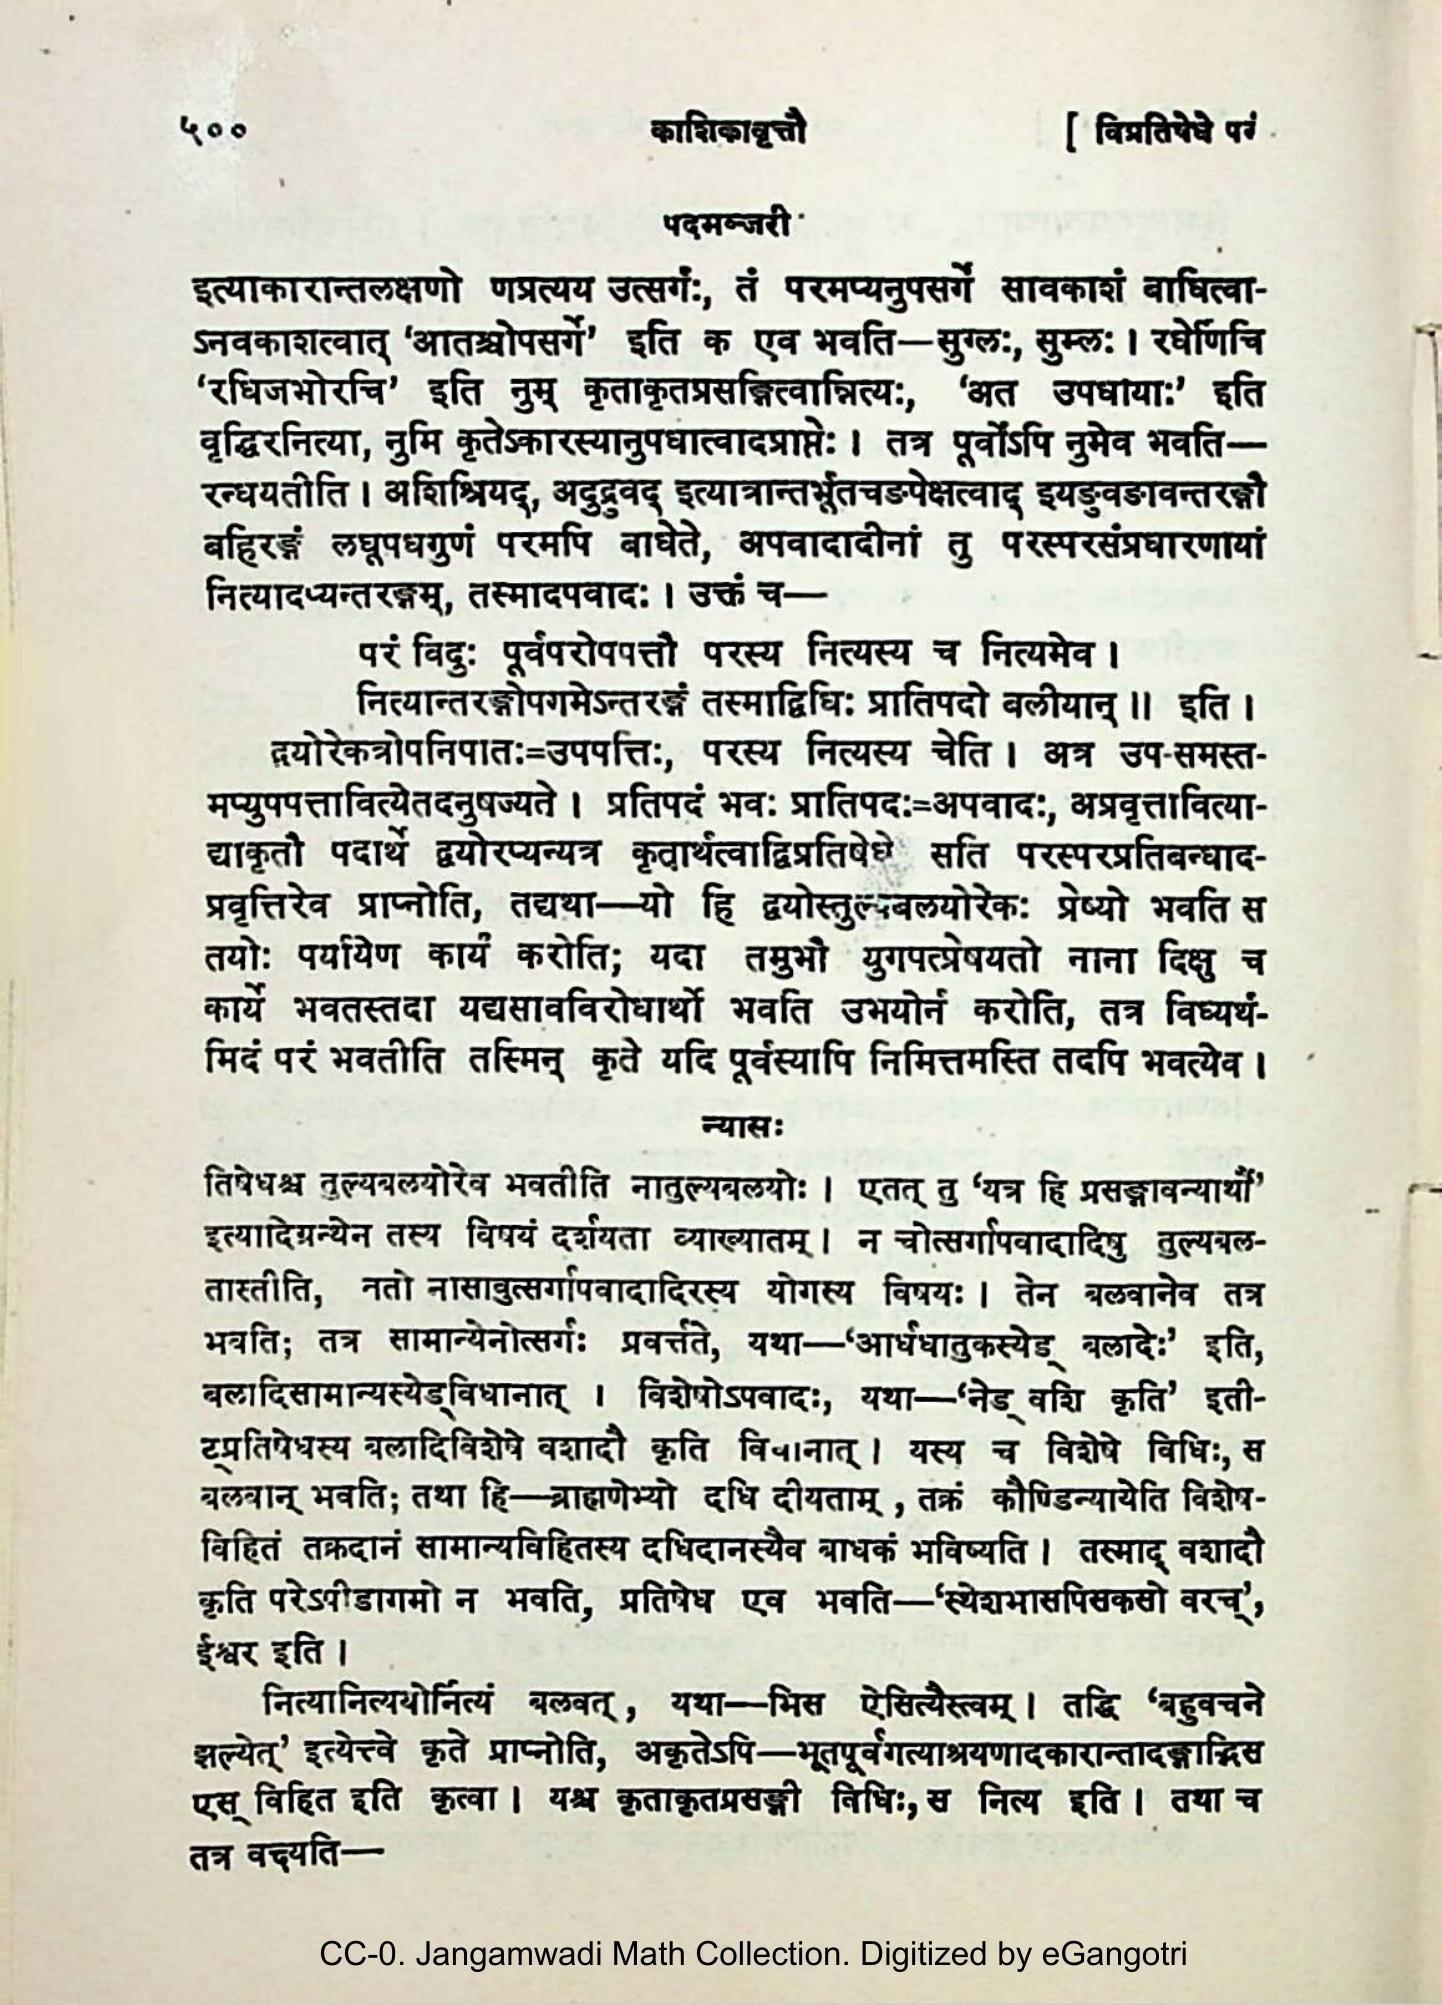 ५००
काशिकावृत्तौ
[ विप्रतिषेधे परं
पदमञ्जरी
इत्याकारान्तलक्षणो णप्रत्यय उत्सर्गः, तं परमप्यनुपसर्गे सावकाशं बाधित्वा-
ऽनवकाशत्वात् ‘आतश्चोपसर्गे’ इति क एव भवति—सुग्लः, सुम्लः । रधेर्णिचि
‘रधिजभोरचि’ इति नुम् कृताकृतप्रसङ्गित्वान्नित्यः, ‘अत उपधायाः’ इति
वृद्धिरनित्या, नुमि कृतेऽकारस्यानुपधात्वादप्राप्तेः । तत्र पूर्वोऽपि नुमेव भवति—
रन्धयतीति । अशिश्रियद्, अदुद्रुवद् इत्यात्रान्तर्भूतचङपेक्षत्वाद् इयङुवङावन्तरङ्गौ
बहिरङ्गं लघूपधगुणं परमपि बाधेते, अपवादादीनां तु परस्परसंप्रधारणायां
नित्यादप्यन्तरङ्गम्, तस्मादपवादः । उक्तं च—
परं विदुः पूर्वपरोपपत्तौ परस्य नित्यस्य च नित्यमेव ।
नित्यान्तरङ्गोपगमेऽन्तरङ्गं तस्माद्विधिः प्रातिपदो बलीयान् ॥ इति ।
द्वयोरेकत्रोपनिपातः=उपपत्तिः, परस्य नित्यस्य चेति । अत्र उप-समस्त-
मप्युपपत्तावित्येतदनुषज्यते । प्रतिपदं भवः प्रातिपदः=अपवादः, अप्रवृत्तावित्या-
द्याकृतौ पदार्थे द्वयोरप्यन्यत्र कृतार्थत्वाद्विप्रतिषेधे सति परस्परप्रतिबन्धाद-
प्रवृत्तिरेव प्राप्नोति, तद्यथा—यो हि द्वयोस्तुल्यबलयोरेकः प्रेष्यो भवति स
तयोः पर्यायेण कार्यं करोति; यदा तमुभौ युगपत्प्रेषयतो नाना दिक्षु च
कार्ये भवतस्तदा यद्यसावविरोधार्थो भवति उभयोर्न करोति, तत्र विध्यर्थ-
मिदं परं भवतीति तस्मिन् कृते यदि पूर्वस्यापि निमित्तमस्ति तदपि भवत्येव ।
न्यासः
तिषेधश्च तुल्यबलयोरेव भवतीति नातुल्यबलयोः । एतत् तु ‘यत्र हि प्रसङ्गावन्यार्थौ’
इत्यादेग्रन्थेन तस्य विषयं दर्शयता व्याख्यातम् । न चोत्सर्गापवादादिषु तुल्यबल-
तास्तीति, नतो नासावुत्सर्गापवादादिरस्य योगस्य विषयः । तेन बलवानेव तत्र
भवति; तत्र सामान्येनोत्सर्गः प्रवर्त्तते, यथा—‘आर्धधातुकस्येड् बलादेः’ इति,
बलादिसामान्यस्येड्विधानात् । विशेषोऽपवादः, यथा—‘नेड् वशि कृति’ इती-
ट्प्रतिषेधस्य बलादिविशेषे वशादौ कृति विधानात् । यस्य च विशेषे विधिः, स
बलवान् भवति; तथा हि—ब्राह्मणेभ्यो दधि दीयताम् , तक्रं कौण्डिन्यायेति विशेष-
विहितं तक्रदानं सामान्यविहितस्य दधिदानस्यैव बाधकं भविष्यति । तस्माद् वशादौ
कृति परेऽपीडागमो न भवति, प्रतिषेध एव भवति—‘स्थेशभासपिसकसो वरच्’,
ईश्वर इति ।
नित्यानित्ययोर्नित्यं बलवत् , यथा—भिस ऐसित्यैस्त्वम् । तद्धि ‘बहुवचने
झल्येत्’ इत्येत्त्वे कृते प्राप्नोति, अकृतेऽपि—भूतपूर्वगत्याश्रयणादकारान्तादङ्गाद्भिस
एस् विहित इति कृत्वा । यश्च कृताकृतप्रसङ्गी विधिः, स नित्य इति । तथा च
तत्र वक्ष्यति—
CC-0. Jangamwadi Math Collection. Digitized by eGangotri